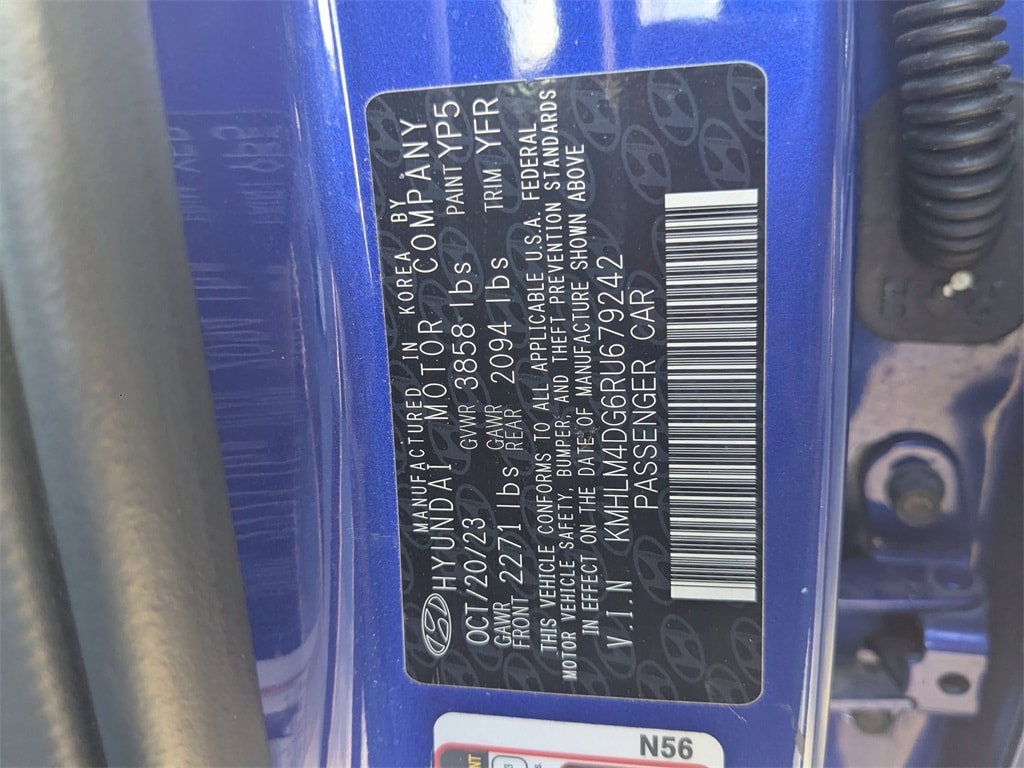 MANUFACTURED IN KOREA BY
HYUNDAI MOTOR COMPANY
OCT/20/23 GVWR 3858 lbs PAINT YP5
GAWR FRONT 2271 lbs GAWR REAR 2094 lbs TRIM YFR
THIS VEHICLE CONFORMS TO ALL APPLICABLE U.S.A. FEDERAL
MOTOR VEHICLE SAFETY, BUMPER, AND THEFT PREVENTION STANDARDS
IN EFFECT ON THE DATE OF MANUFACTURE SHOWN ABOVE
V.I.N KMHLM4DG6RU679242
PASSENGER CAR
N56